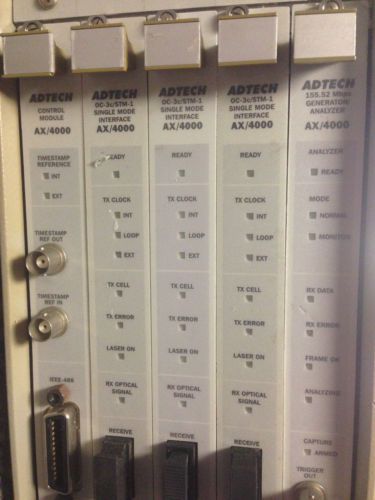 ADTECH
CONTROL
MODULE
AX/4000
TIMESTAMP
REFERENCE
INT
EXT
TIMESTAMP
REF OUT
TIMESTAMP
REF IN
IEEE-488
ADTECH
OC-3c/STM-1
SINGLE MODE
INTERFACE
AX/4000
READY
TX CLOCK
INT
LOOP
EXT
TX CELL
TX ERROR
LASER ON
RX OPTICAL
SIGNAL
RECEIVE
ADTECH
OC-3c/STM-1
SINGLE MODE
INTERFACE
AX/4000
READY
TX CLOCK
INT
LOOP
EXT
TX CELL
TX ERROR
LASER ON
RX OPTICAL
SIGNAL
RECEIVE
ADTECH
OC-3c/STM-1
SINGLE MODE
INTERFACE
AX/4000
READY
TX CLOCK
INT
LOOP
EXT
TX CELL
TX ERROR
LASER ON
RX OPTICAL
SIGNAL
RECEIVE
ADTECH
155.52 Mbps
GENERATOR/
ANALYZER
AX/4000
ANALYZER
READY
MODE
NORMAL
MONITOR
RX DATA
RX ERROR
FRAME OK
ANALYZING
CAPTURE
ARMED
TRIGGER
OUT